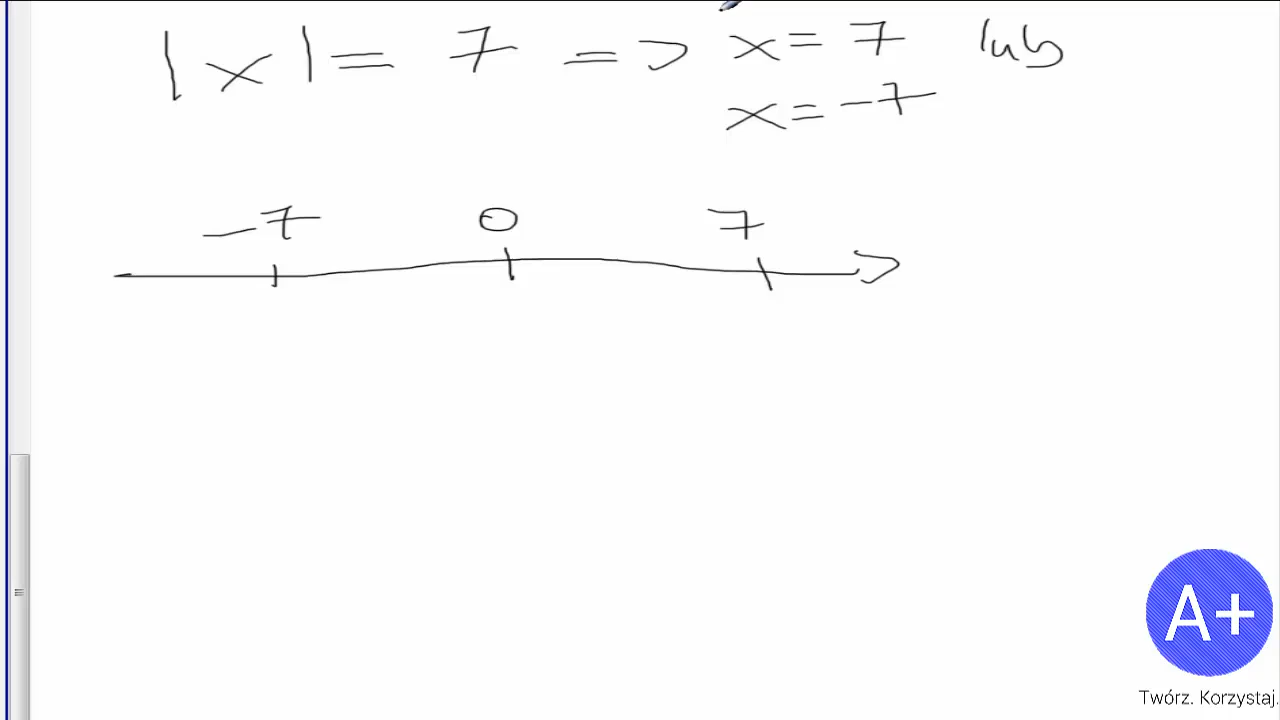 |x| = 7 => x = 7 lub
x = -7
-7 0 7
A+
Twórz. Korzystaj.